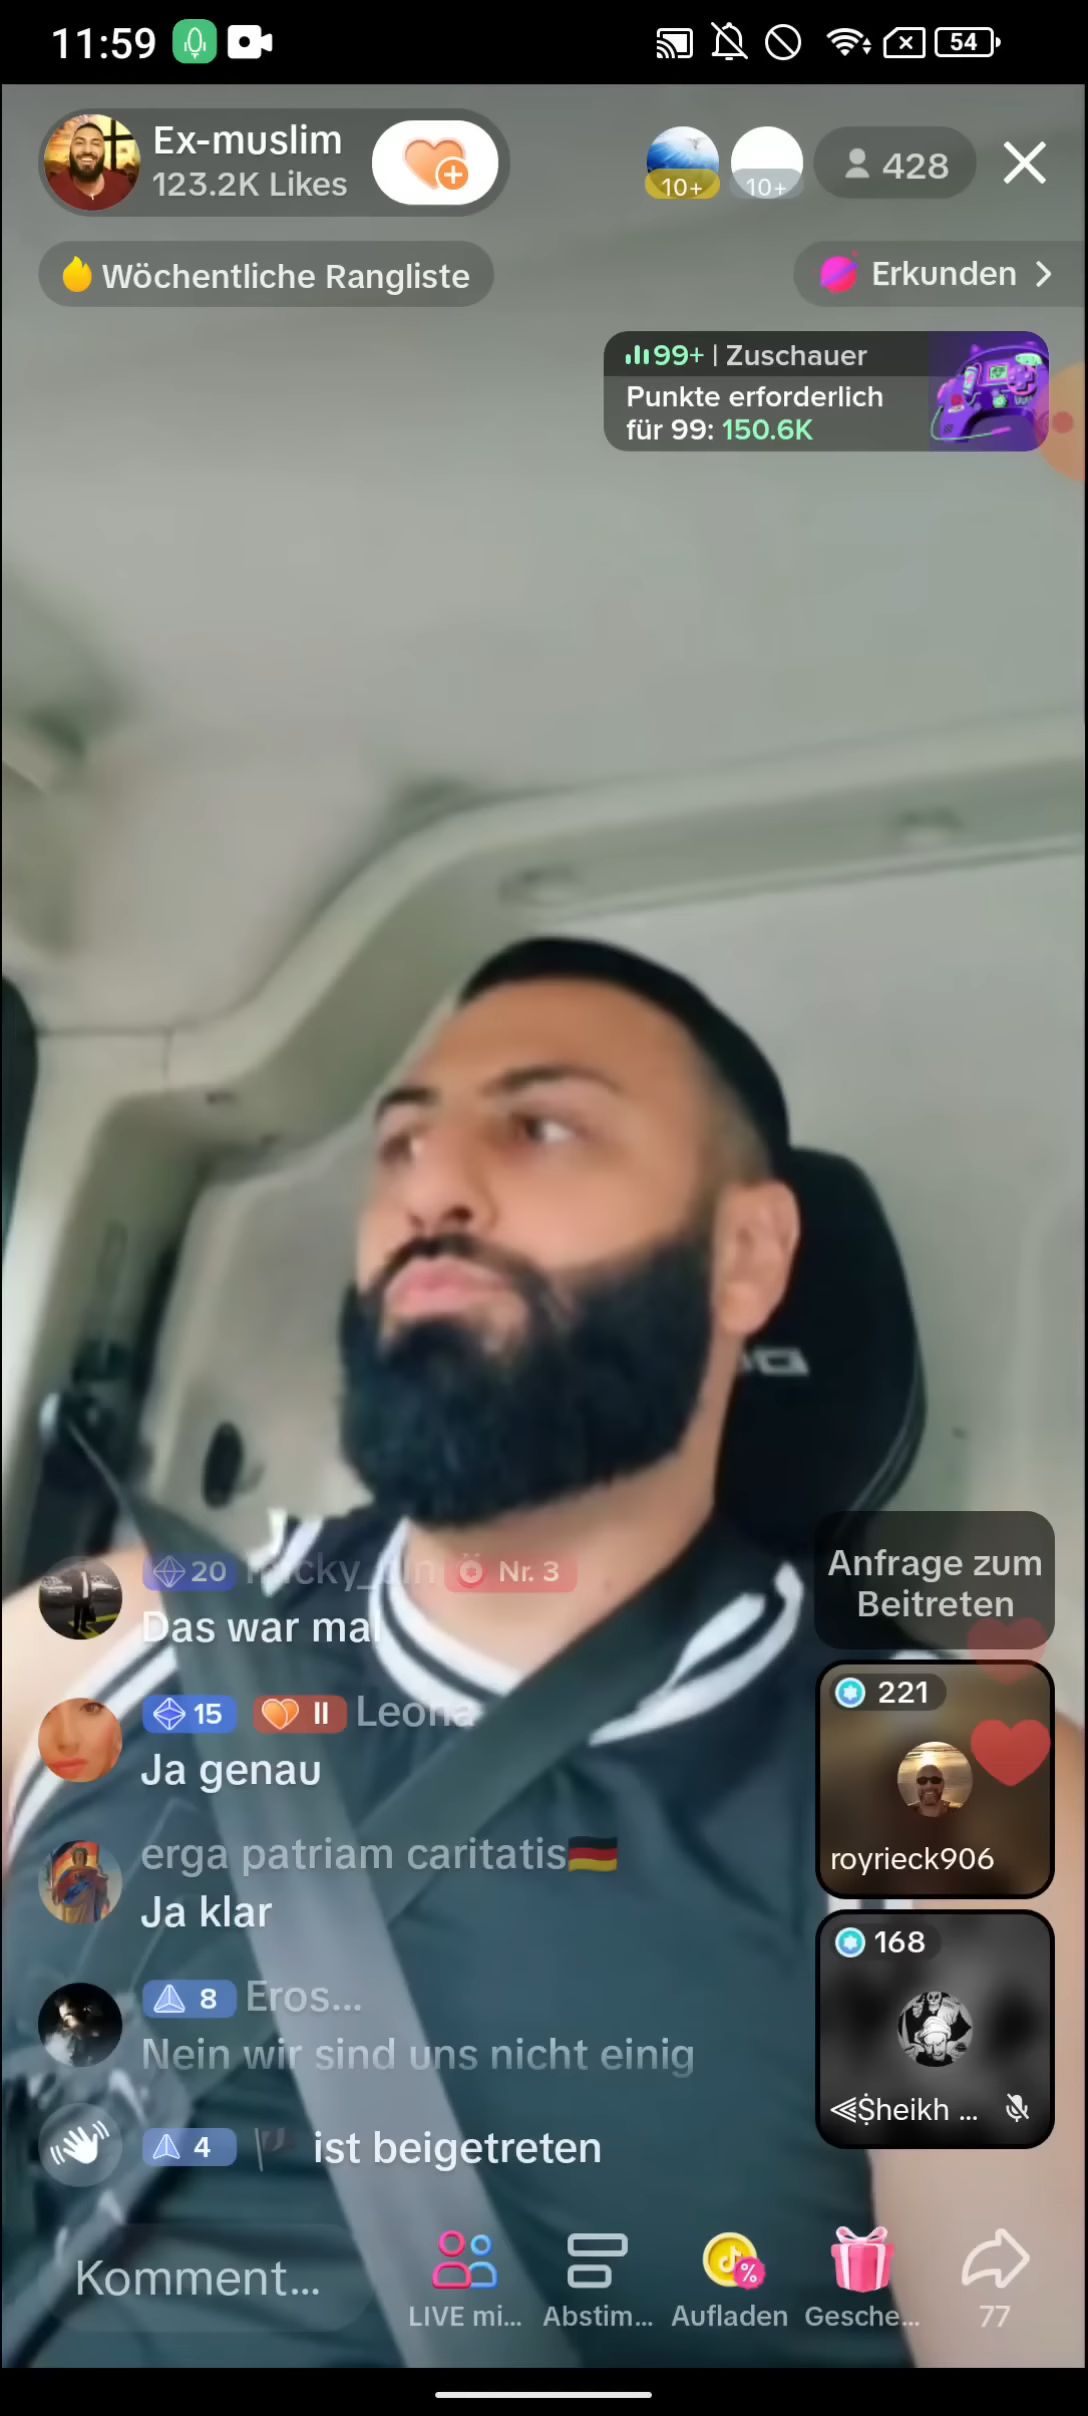 11:59
54
Ex-muslim
123.2K Likes
10+
10+
428
Wöchentliche Rangliste
Erkunden
99+ | Zuschauer
Punkte erforderlich
für 99: 150.6K
20
Nr. 3
Das war mal
Anfrage zum
Beitreten
15 II Leona
Ja genau
221
royrieck906
erga patriam caritatis
Ja klar
8 Eros...
Nein wir sind uns nicht einig
168
Ṩheikh ...
4 ist beigetreten
Komment...
LIVE mi...
Abstim...
Aufladen
Gesche...
77